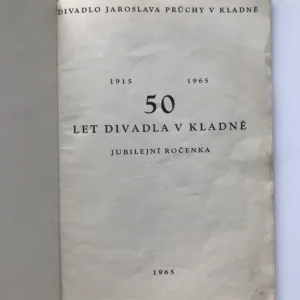 DIVADLO JAROSLAVA PRŮCHY V KLADNĚ
1915 1965
50
LET DIVADLA V KLADNĚ
JUBILEJNÍ ROČENKA
1965